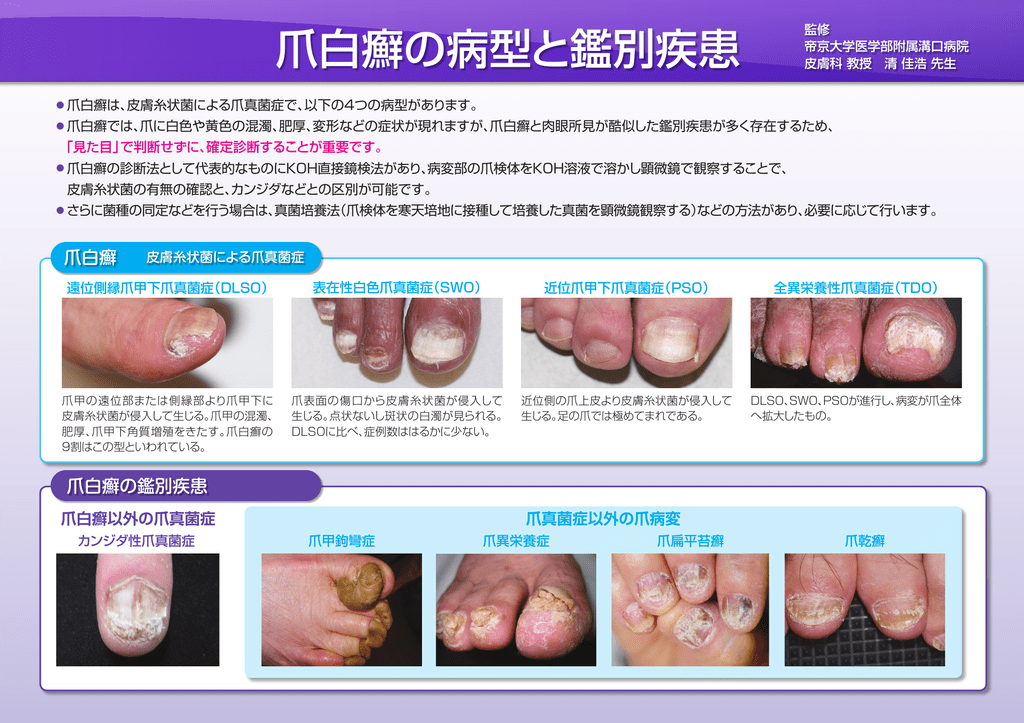 爪白癬の病型と鑑別疾患
監修
帝京大学医学部附属溝口病院
皮膚科 教授　清 佳浩 先生
●爪白癬は、皮膚糸状菌による爪真菌症で、以下の4つの病型があります。
●爪白癬では、爪に白色や黄色の混濁、肥厚、変形などの症状が現れますが、爪白癬と肉眼所見が酷似した鑑別疾患が多く存在するため、
「見た目」で判断せずに、確定診断することが重要です。
●爪白癬の診断法として代表的なものにKOH直接鏡検法があり、病変部の爪検体をKOH溶液で溶かし顕微鏡で観察することで、
皮膚糸状菌の有無の確認と、カンジダなどとの区別が可能です。
●さらに菌種の同定などを行う場合は、真菌培養法（爪検体を寒天培地に接種して培養した真菌を顕微鏡観察する）などの方法があり、必要に応じて行います。
爪白癬　皮膚糸状菌による爪真菌症
遠位側縁爪甲下爪真菌症（DLSO）
爪甲の遠位部または側縁部より爪甲下に
皮膚糸状菌が侵入して生じる。爪甲の混濁、
肥厚、爪甲下角質増殖をきたす。爪白癬の
9割はこの型といわれている。
表在性白色爪真菌症（SWO）
爪表面の傷口から皮膚糸状菌が侵入して
生じる。点状ないし斑状の白濁が見られる。
DLSOに比べ、症例数ははるかに少ない。
近位爪甲下爪真菌症（PSO）
近位側の爪上皮より皮膚糸状菌が侵入して
生じる。足の爪では極めてまれである。
全異栄養性爪真菌症（TDO）
DLSO、SWO、PSOが進行し、病変が爪全体
へ拡大したもの。
爪白癬の鑑別疾患
爪白癬以外の爪真菌症
カンジダ性爪真菌症
爪真菌症以外の爪病変
爪甲鉤彎症
爪異栄養症
爪扁平苔癬
爪乾癬